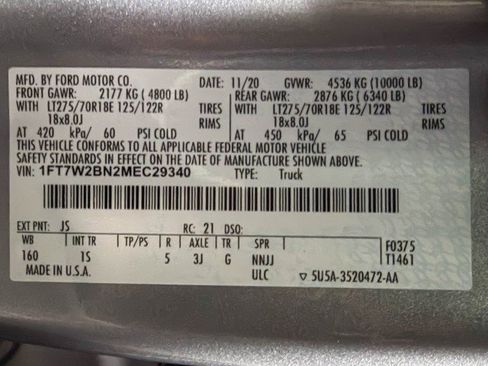 MFD. BY FORD MOTOR CO. DATE: 11/20 GVWR: 4536 KG (10000 LB)
FRONT GAWR: 2177 KG (4800 LB) REAR GAWR: 2876 KG (6340 LB)
WITH LT275/70R18E 125/122R TIRES WITH LT275/70R18E 125/122R TIRES
18x8.0J RIMS 18x8.0J RIMS
AT 420 kPa/ 60 PSI COLD AT 450 kPa/ 65 PSI COLD
THIS VEHICLE CONFORMS TO ALL APPLICABLE FEDERAL MOTOR VEHICLE
SAFETY STANDARDS IN EFFECT ON THE DATE OF MANUFACTURE SHOWN ABOVE.
VIN: 1FT7W2BN2MEC29340 TYPE: Truck
EXT PNT: JS RC: 21 DSO:
WB INT TR TP/PS R AXLE TR SPR F0375
160 1S 5 3J G NNJJ T1461
MADE IN U.S.A. ULC ▽ 5U5A-3520472-AA